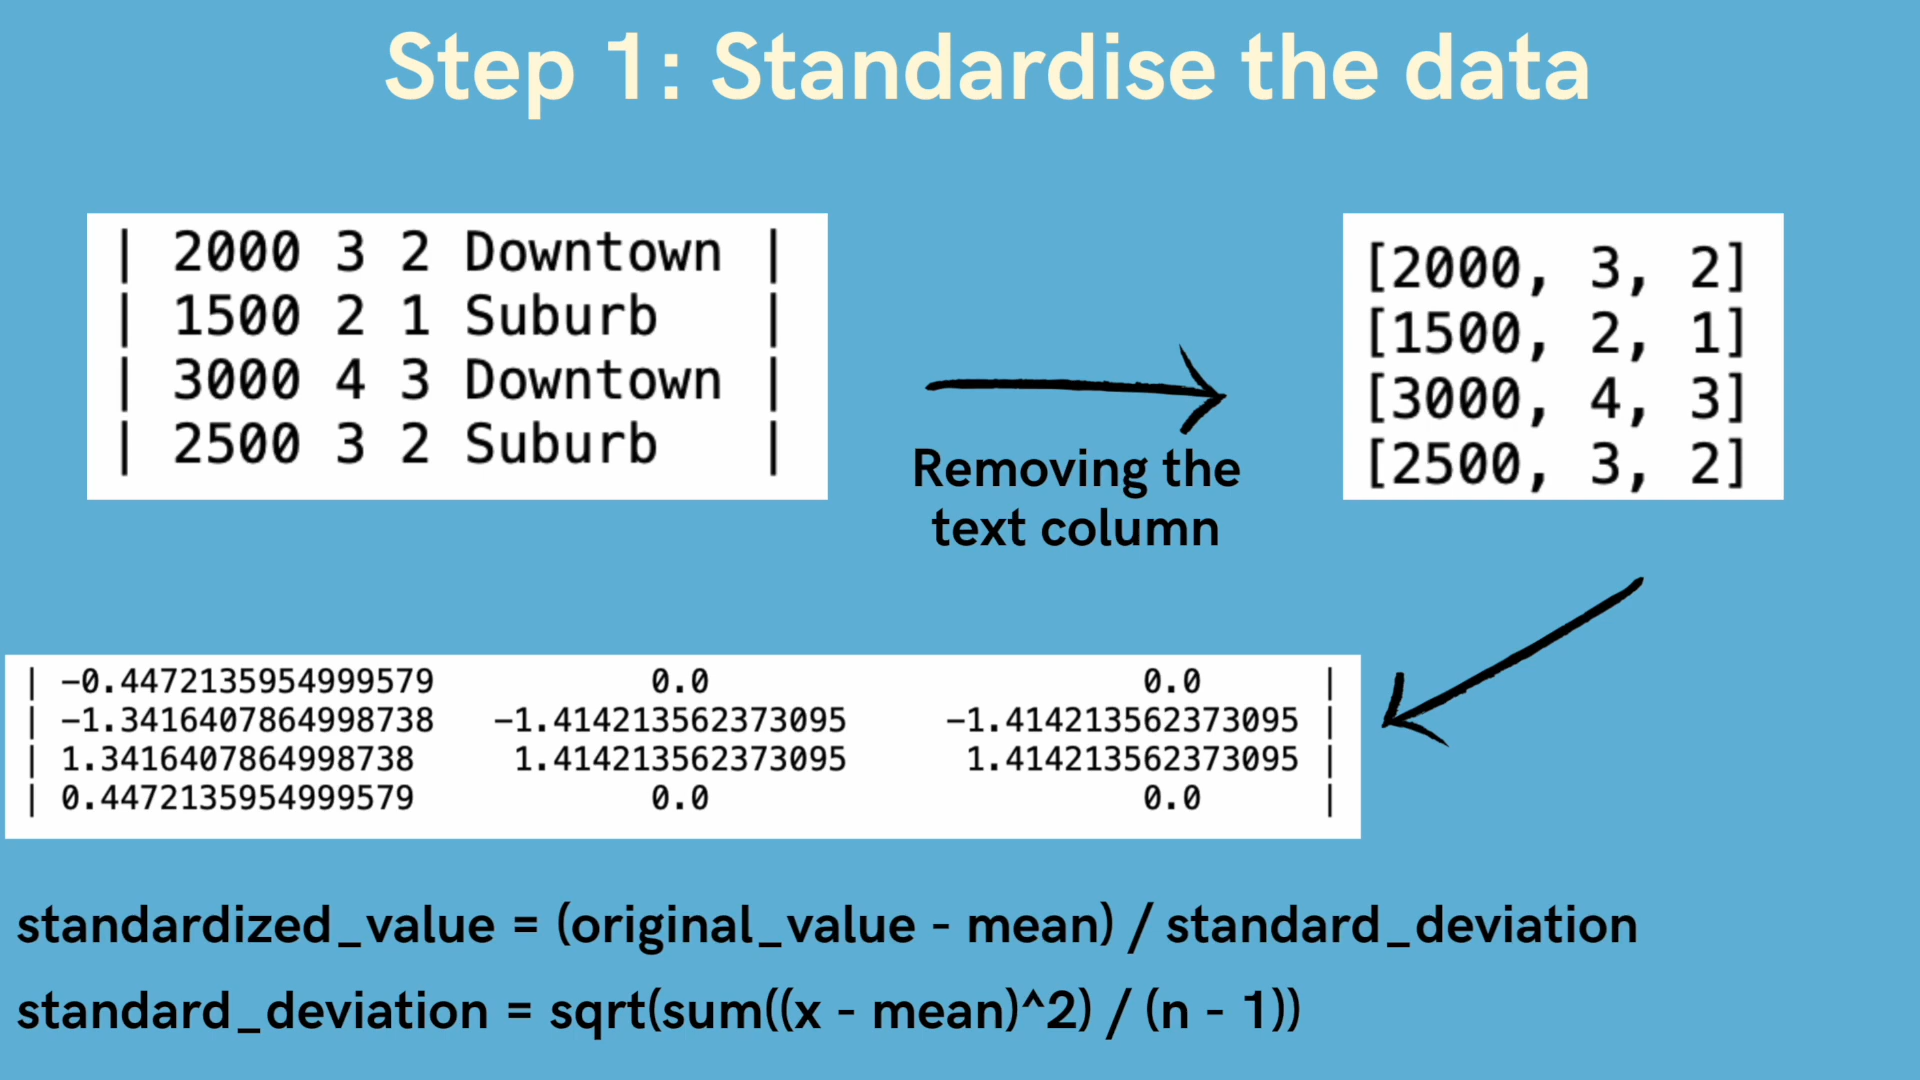 Step 1: Standardise the data
| 2000 3 2 Downtown |
| 1500 2 1 Suburb |
| 3000 4 3 Downtown |
| 2500 3 2 Suburb |
Removing the
text column
[2000, 3, 2]
[1500, 2, 1]
[3000, 4, 3]
[2500, 3, 2]
| -0.4472135954999579 0.0 0.0 |
| -1.3416407864998738 -1.414213562373095 -1.414213562373095 |
| 1.3416407864998738 1.414213562373095 1.414213562373095 |
| 0.4472135954999579 0.0 0.0 |
standardized_value = (original_value - mean) / standard_deviation
standard_deviation = sqrt(sum((x - mean)^2) / (n - 1))